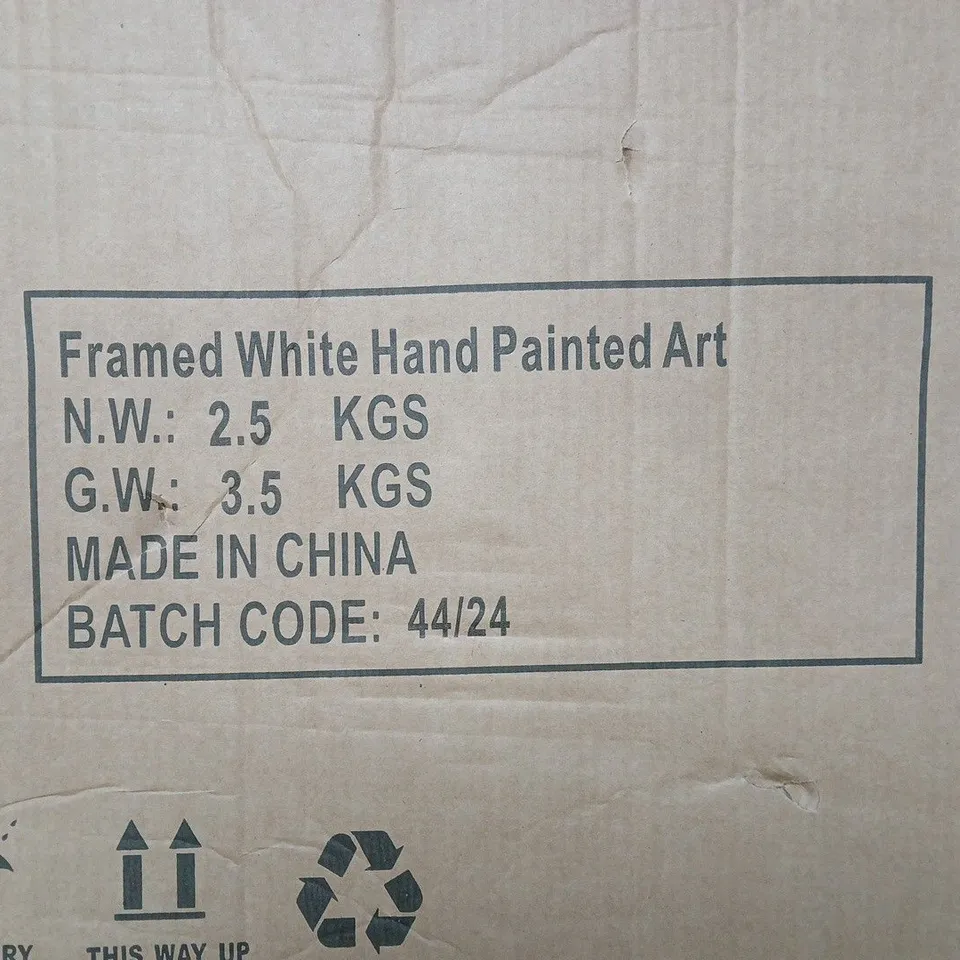 Framed White Hand Painted Art
N.W.: 2.5 KGS
G.W.: 3.5 KGS
MADE IN CHINA
BATCH CODE: 44/24
THIS WAY UP